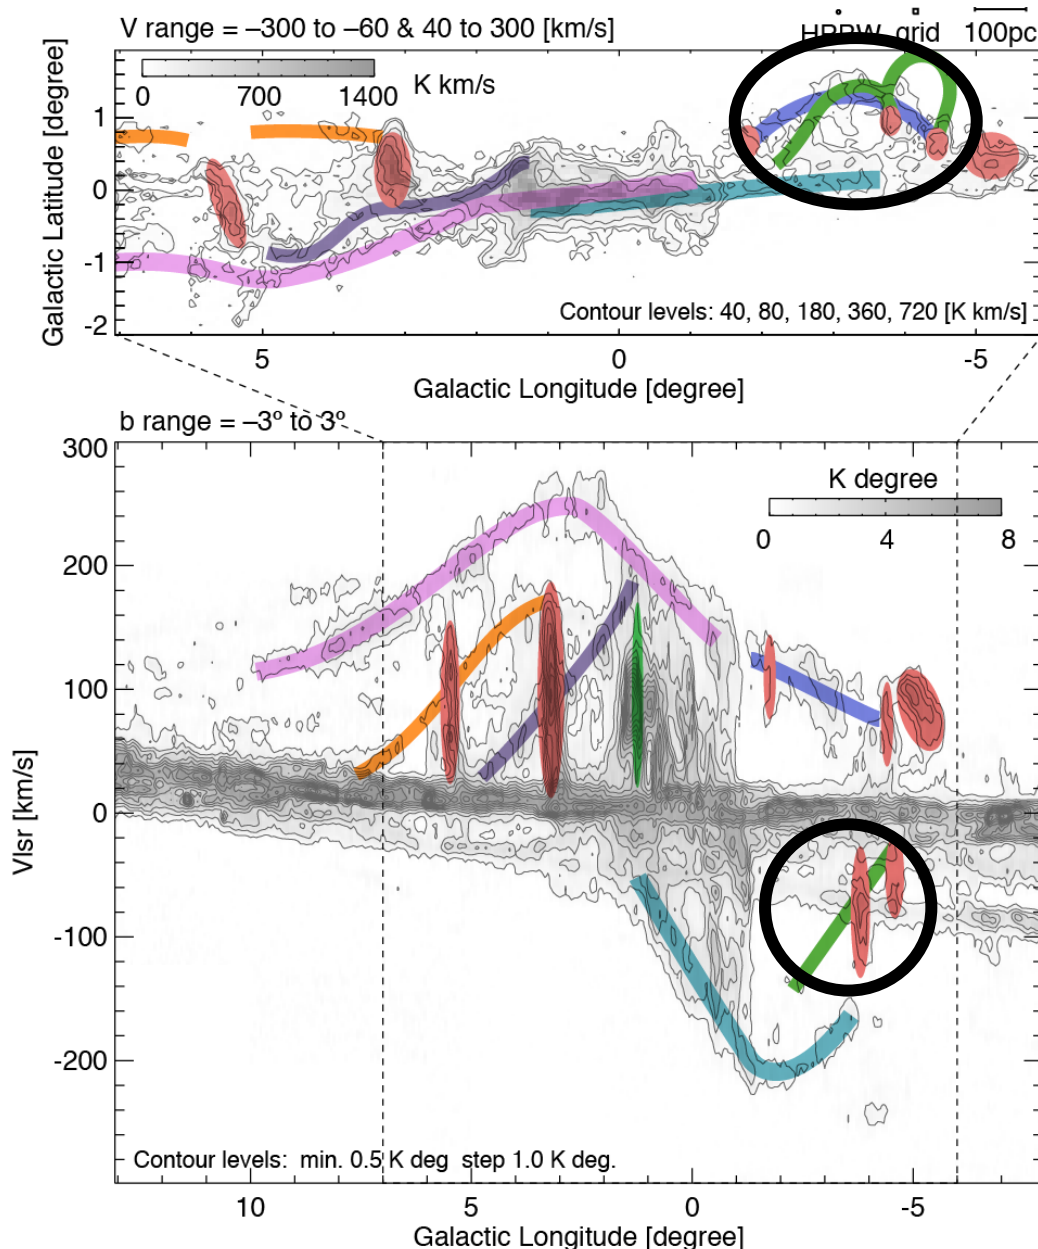 V range = –300 to –60 & 40 to 300 [km/s]
HPBW grid 100pc
0 700 1400 K km/s
Galactic Latitude [degree]
1
0
-1
-2
Contour levels: 40, 80, 180, 360, 720 [K km/s]
5 0 -5
Galactic Longitude [degree]
b range = –3º to 3º
300
200
100
0
-100
-200
Vlsr [km/s]
K degree
0 4 8
Contour levels: min. 0.5 K deg step 1.0 K deg.
10 5 0 -5
Galactic Longitude [degree]